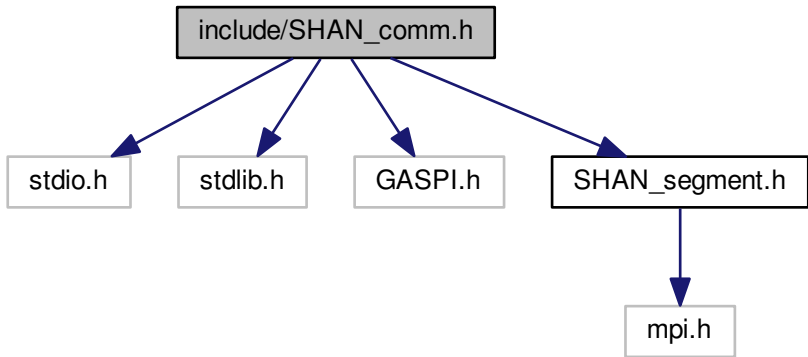 include/SHAN_comm.h
stdio.h
stdlib.h
GASPI.h
SHAN_segment.h
mpi.h